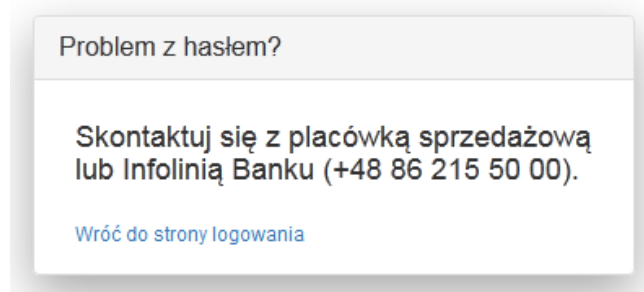 Problem z hasłem?
Skontaktuj się z placówką sprzedażową
lub Infolinią Banku (+48 86 215 50 00).
Wróć do strony logowania